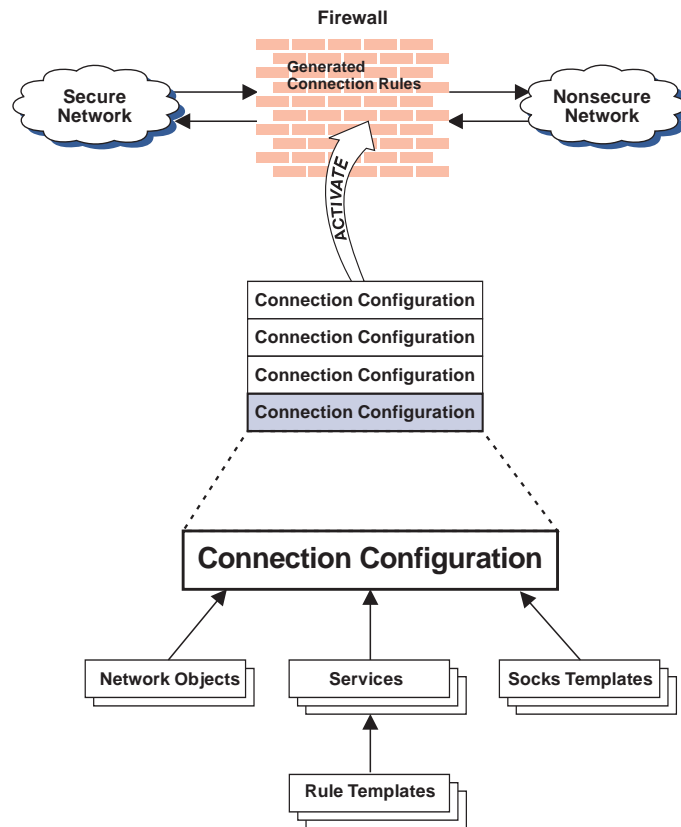 Firewall
Generated
Connection Rules
Secure
Network
Nonsecure
Network
ACTIVATE
Connection Configuration
Connection Configuration
Connection Configuration
Connection Configuration
Connection Configuration
Network Objects
Services
Socks Templates
Rule Templates